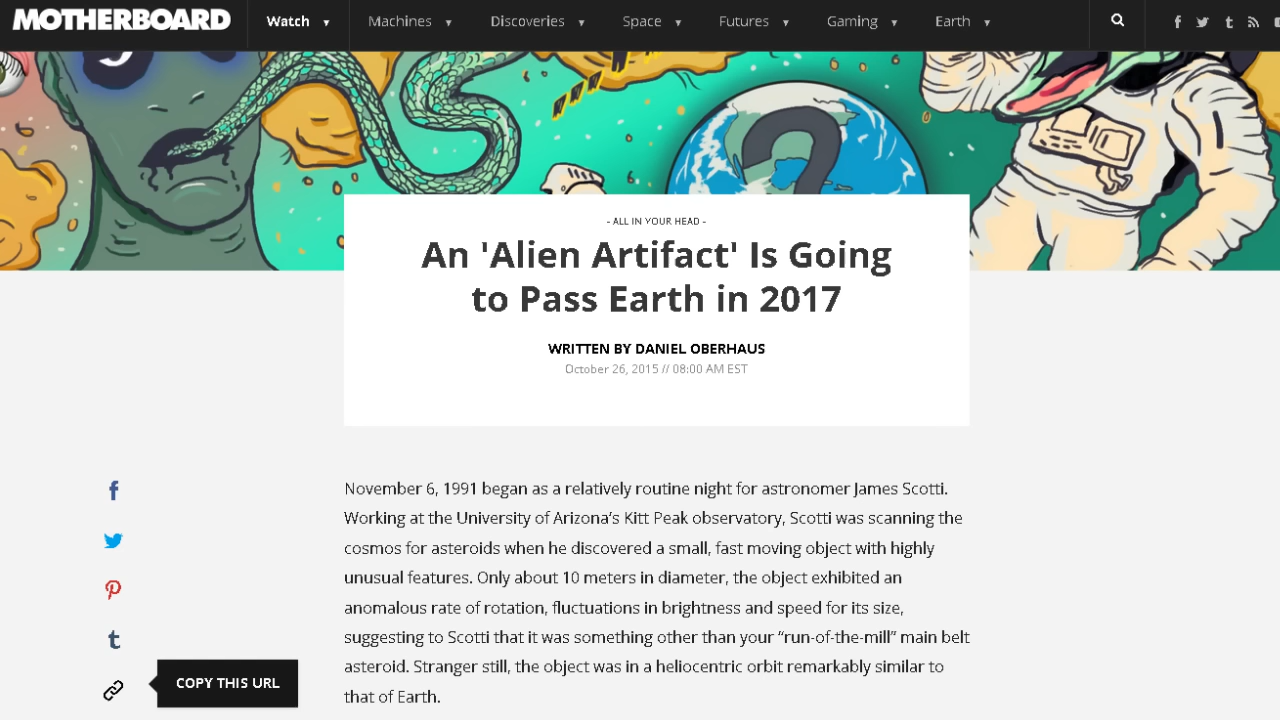 MOTHERBOARD
Watch ▼ Machines ▼ Discoveries ▼ Space ▼ Futures ▼ Gaming ▼ Earth ▼
?
- ALL IN YOUR HEAD -
An 'Alien Artifact' Is Going
to Pass Earth in 2017
WRITTEN BY DANIEL OBERHAUS
October 26, 2015 // 08:00 AM EST
November 6, 1991 began as a relatively routine night for astronomer James Scotti.
Working at the University of Arizona’s Kitt Peak observatory, Scotti was scanning the
cosmos for asteroids when he discovered a small, fast moving object with highly
unusual features. Only about 10 meters in diameter, the object exhibited an
anomalous rate of rotation, fluctuations in brightness and speed for its size,
suggesting to Scotti that it was something other than your “run-of-the-mill” main belt
asteroid. Stranger still, the object was in a heliocentric orbit remarkably similar to
that of Earth.
COPY THIS URL